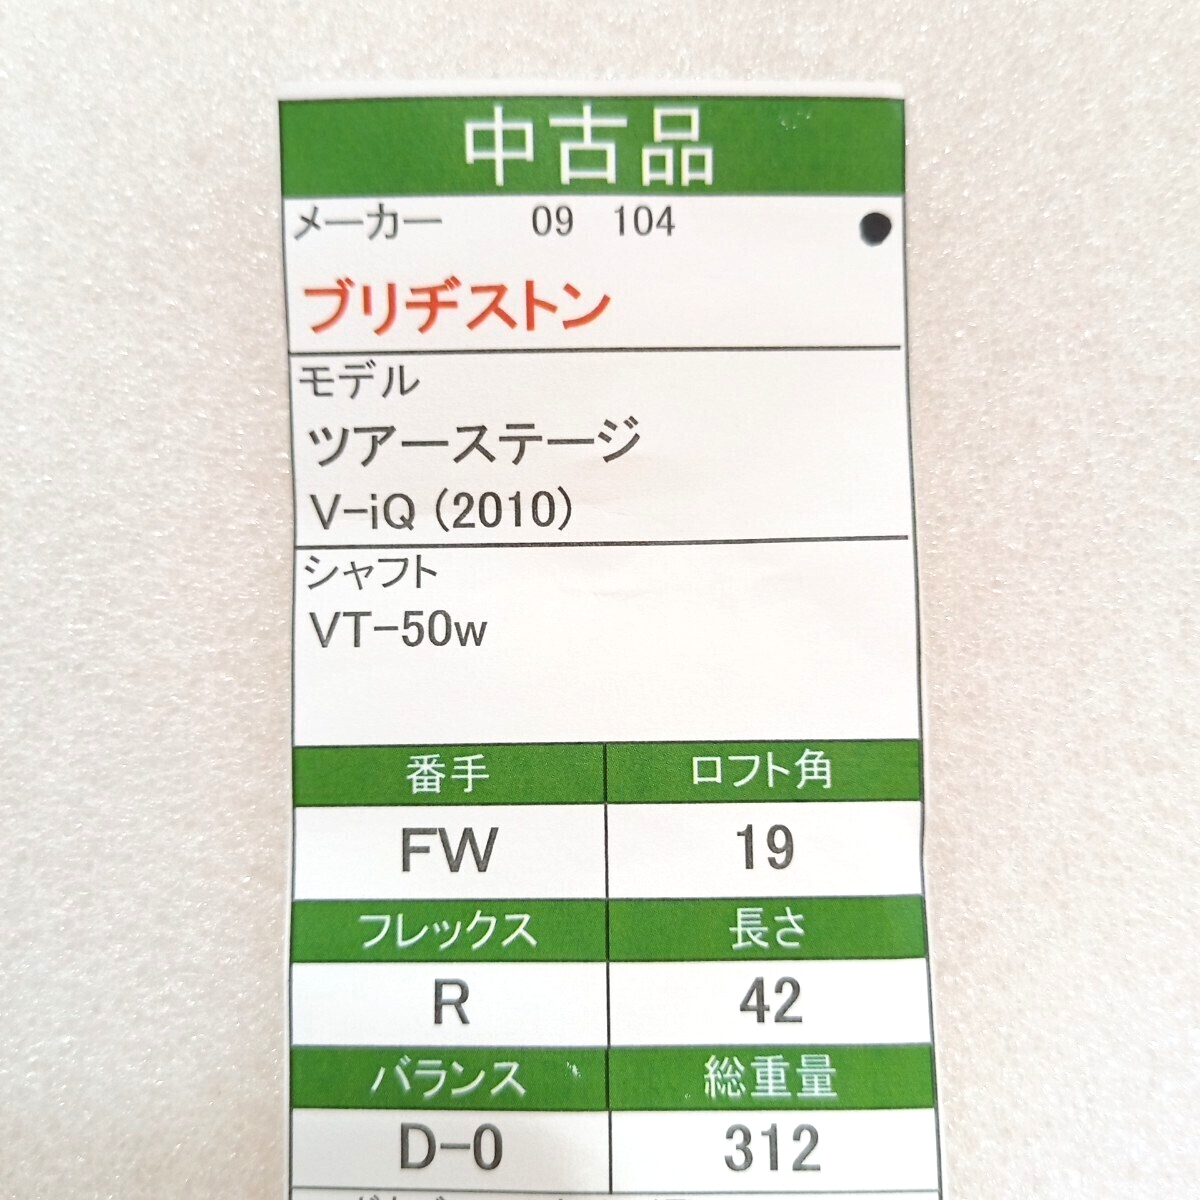 中古品
メーカー 09 104
ブリヂストン
モデル
ツアーステージ
V-iQ (2010)
シャフト
VT-50w
番手 ロフト角
FW 19
フレックス 長さ
R 42
バランス 総重量
D-0 312